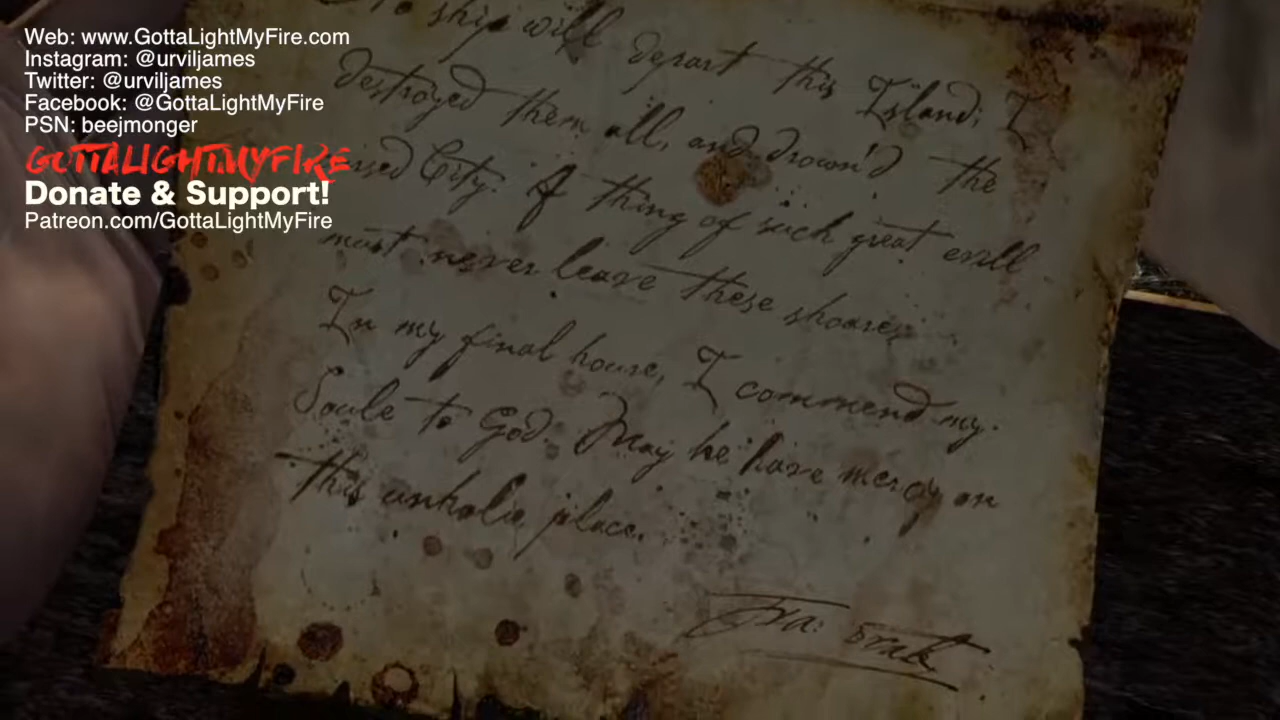 Web: www.GottaLightMyFire.com
Instagram: @urviljames
Twitter: @urviljames
Facebook: @GottaLightMyFire
PSN: beejmonger
GOTTALIGHTMYFIRE
Donate & Support!
Patreon.com/GottaLightMyFire
ship will depart this Island; I
destroyed them all, and drown'd the
City. A thing of such great evill
must never leave these shoares.
In my final houre, I commend my
Soule to God. May he have mercy on
this unholie place.
Fra: